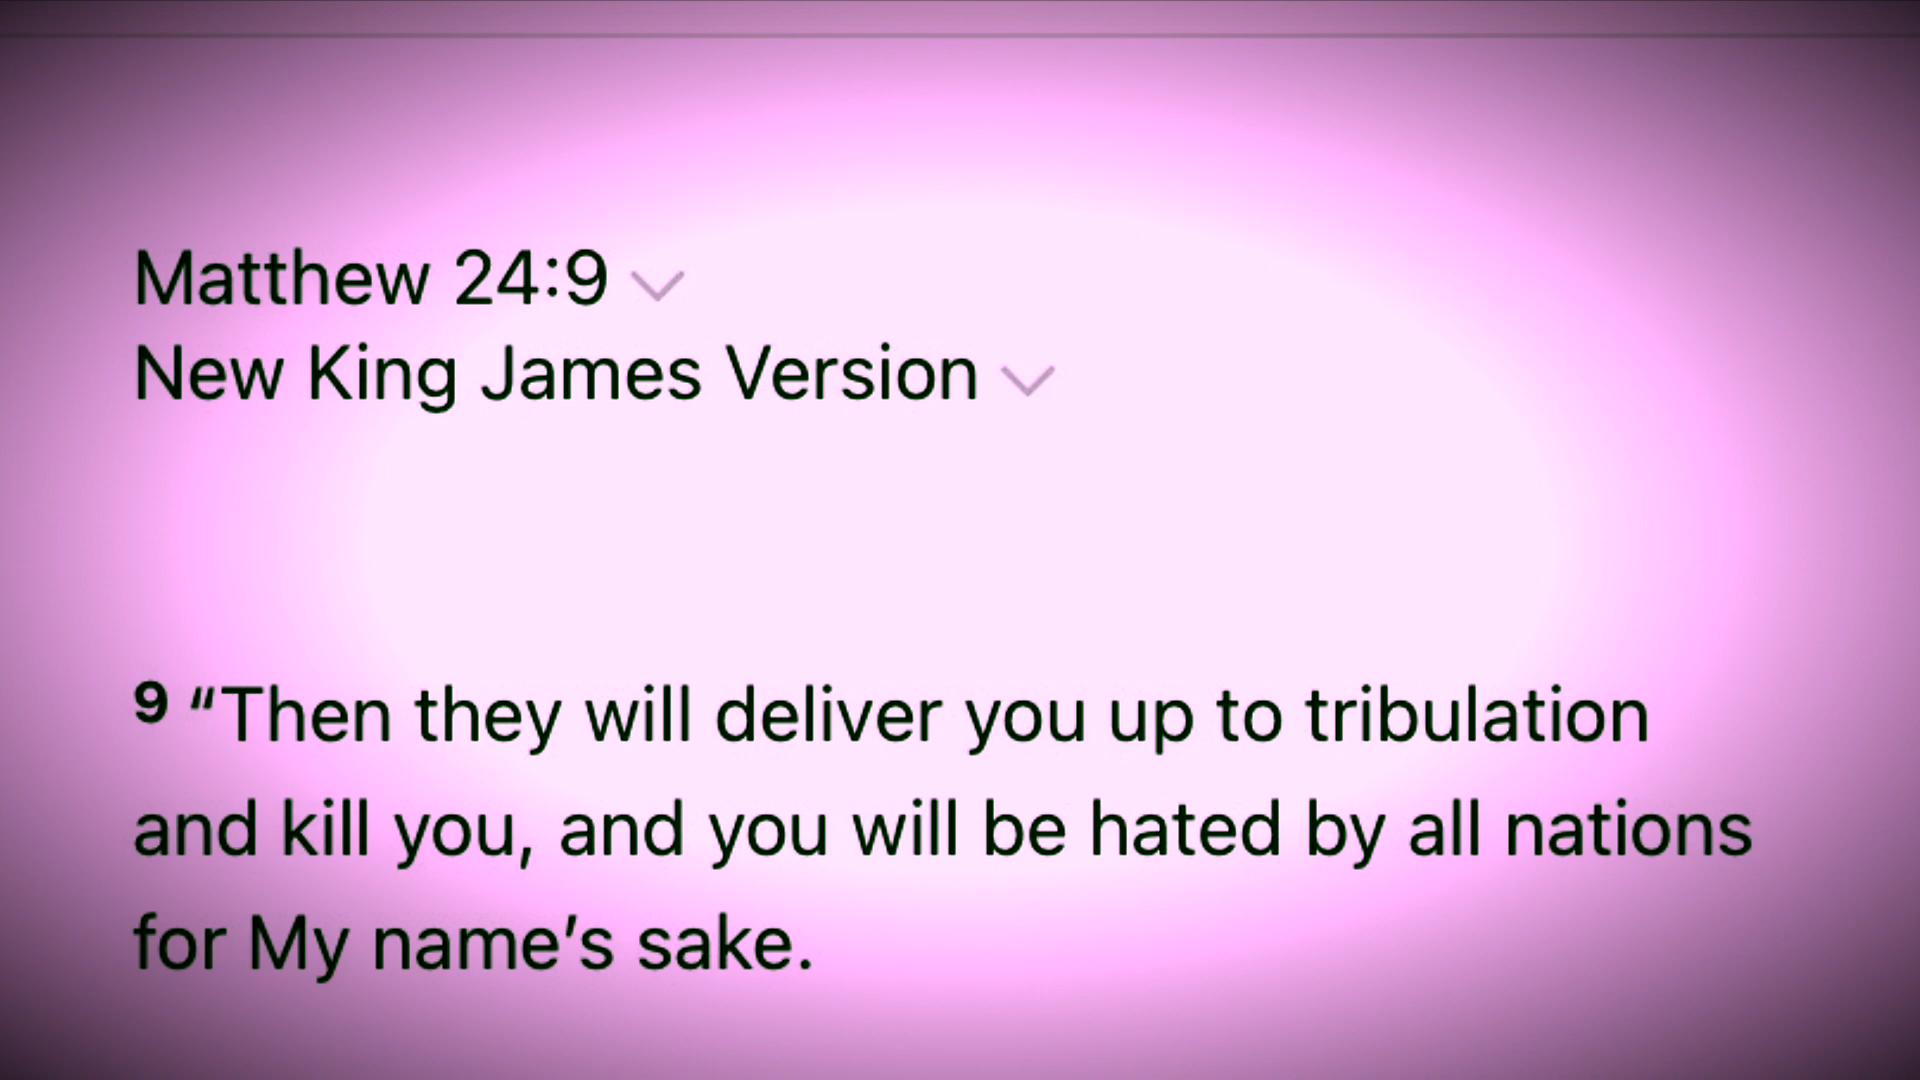 Matthew 24:9
New King James Version
9 “Then they will deliver you up to tribulation
and kill you, and you will be hated by all nations
for My name’s sake.